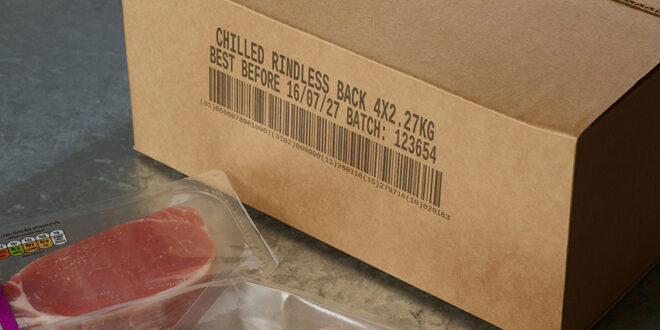 CHILLED RINDLESS BACK 4X2.27KG
BEST BEFORE 16/07/27 BATCH: 123654